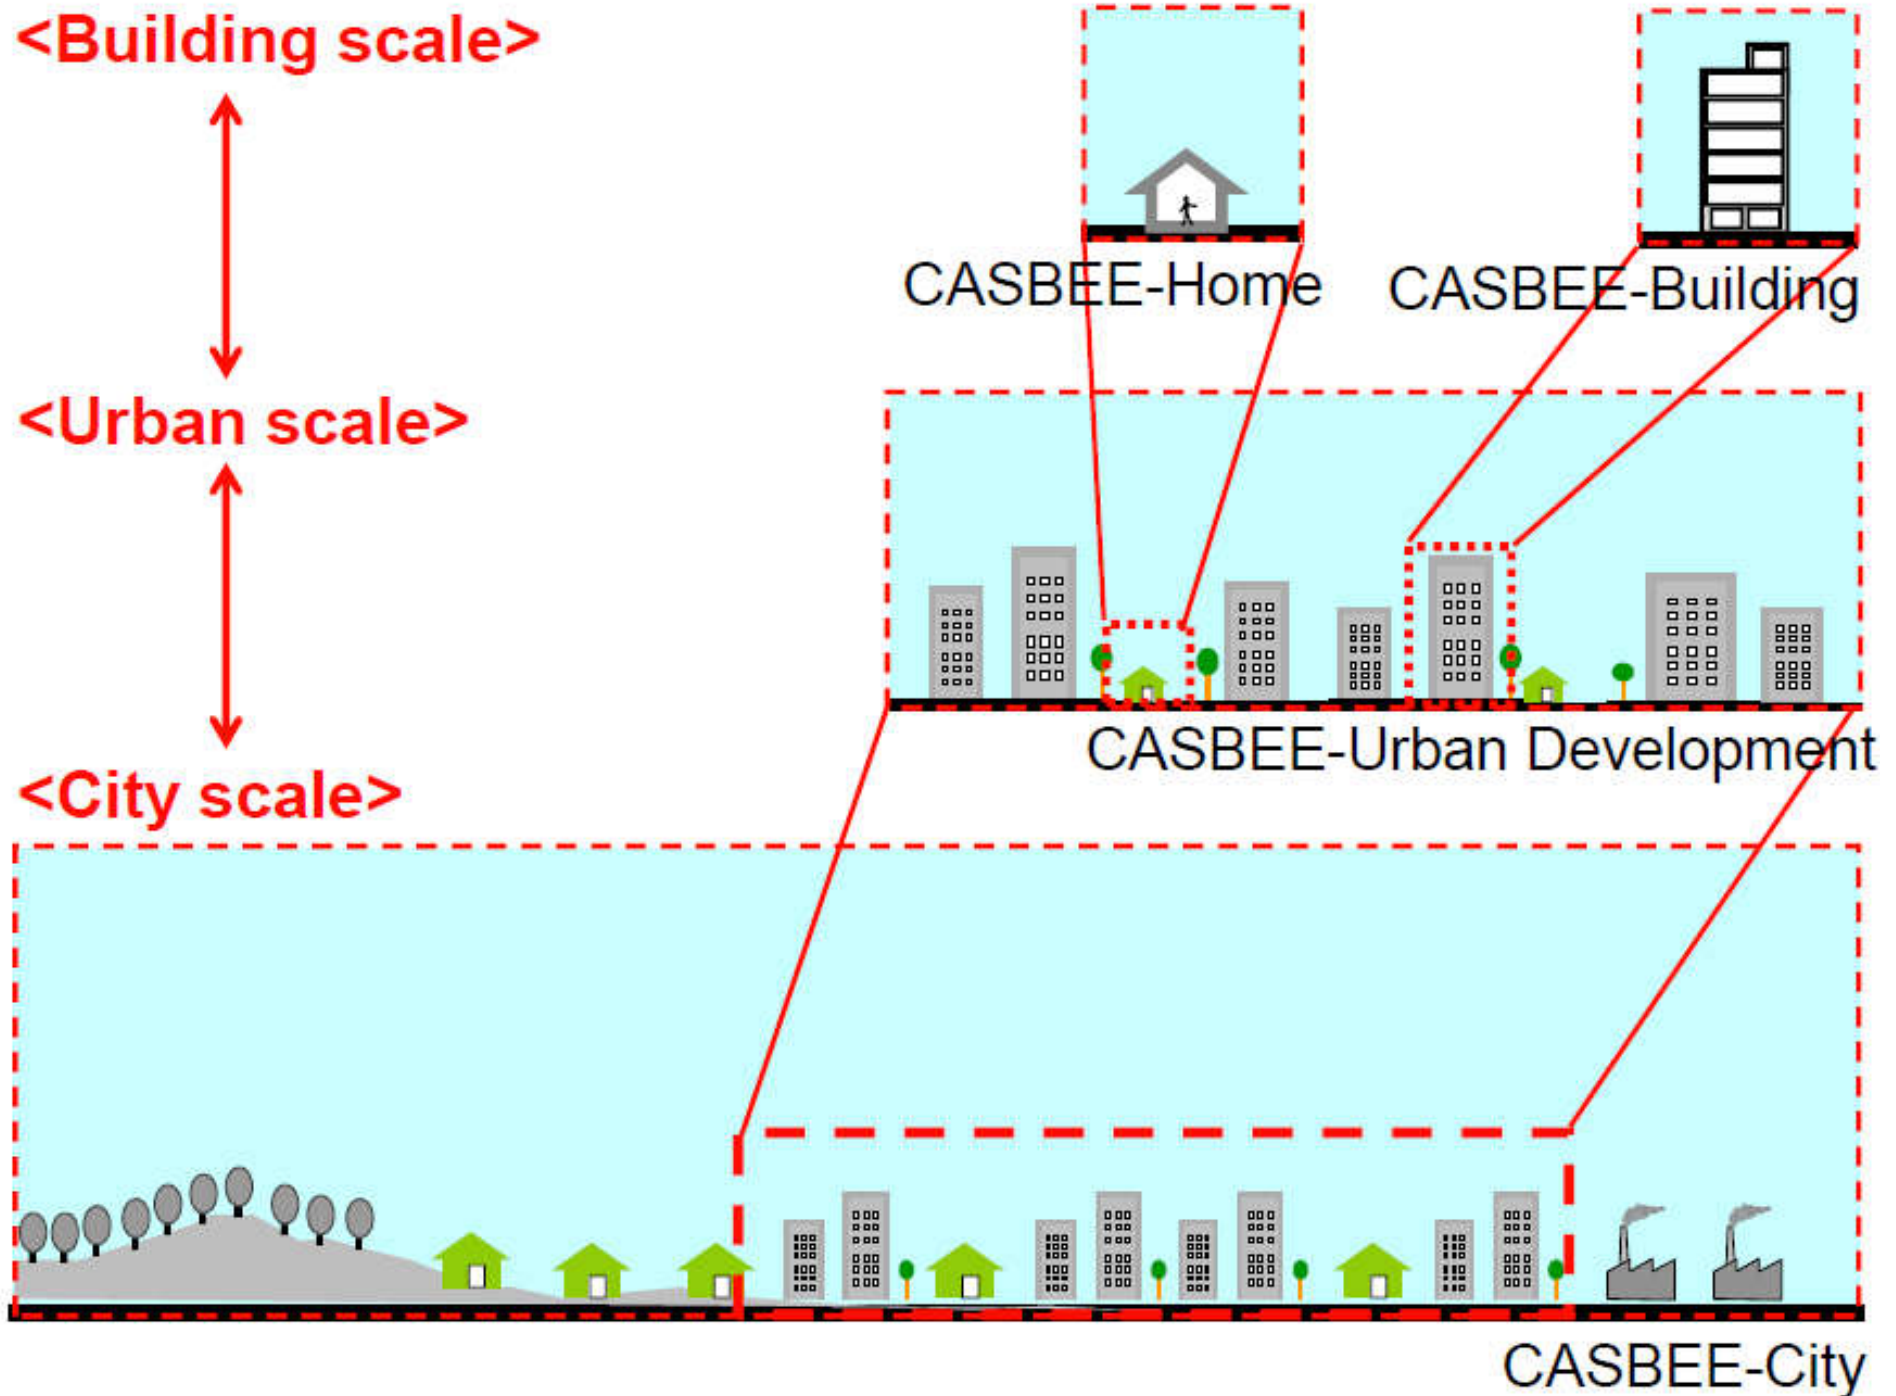 <Building scale>
CASBEE-Home
CASBEE-Building
<Urban scale>
CASBEE-Urban Development
<City scale>
CASBEE-City